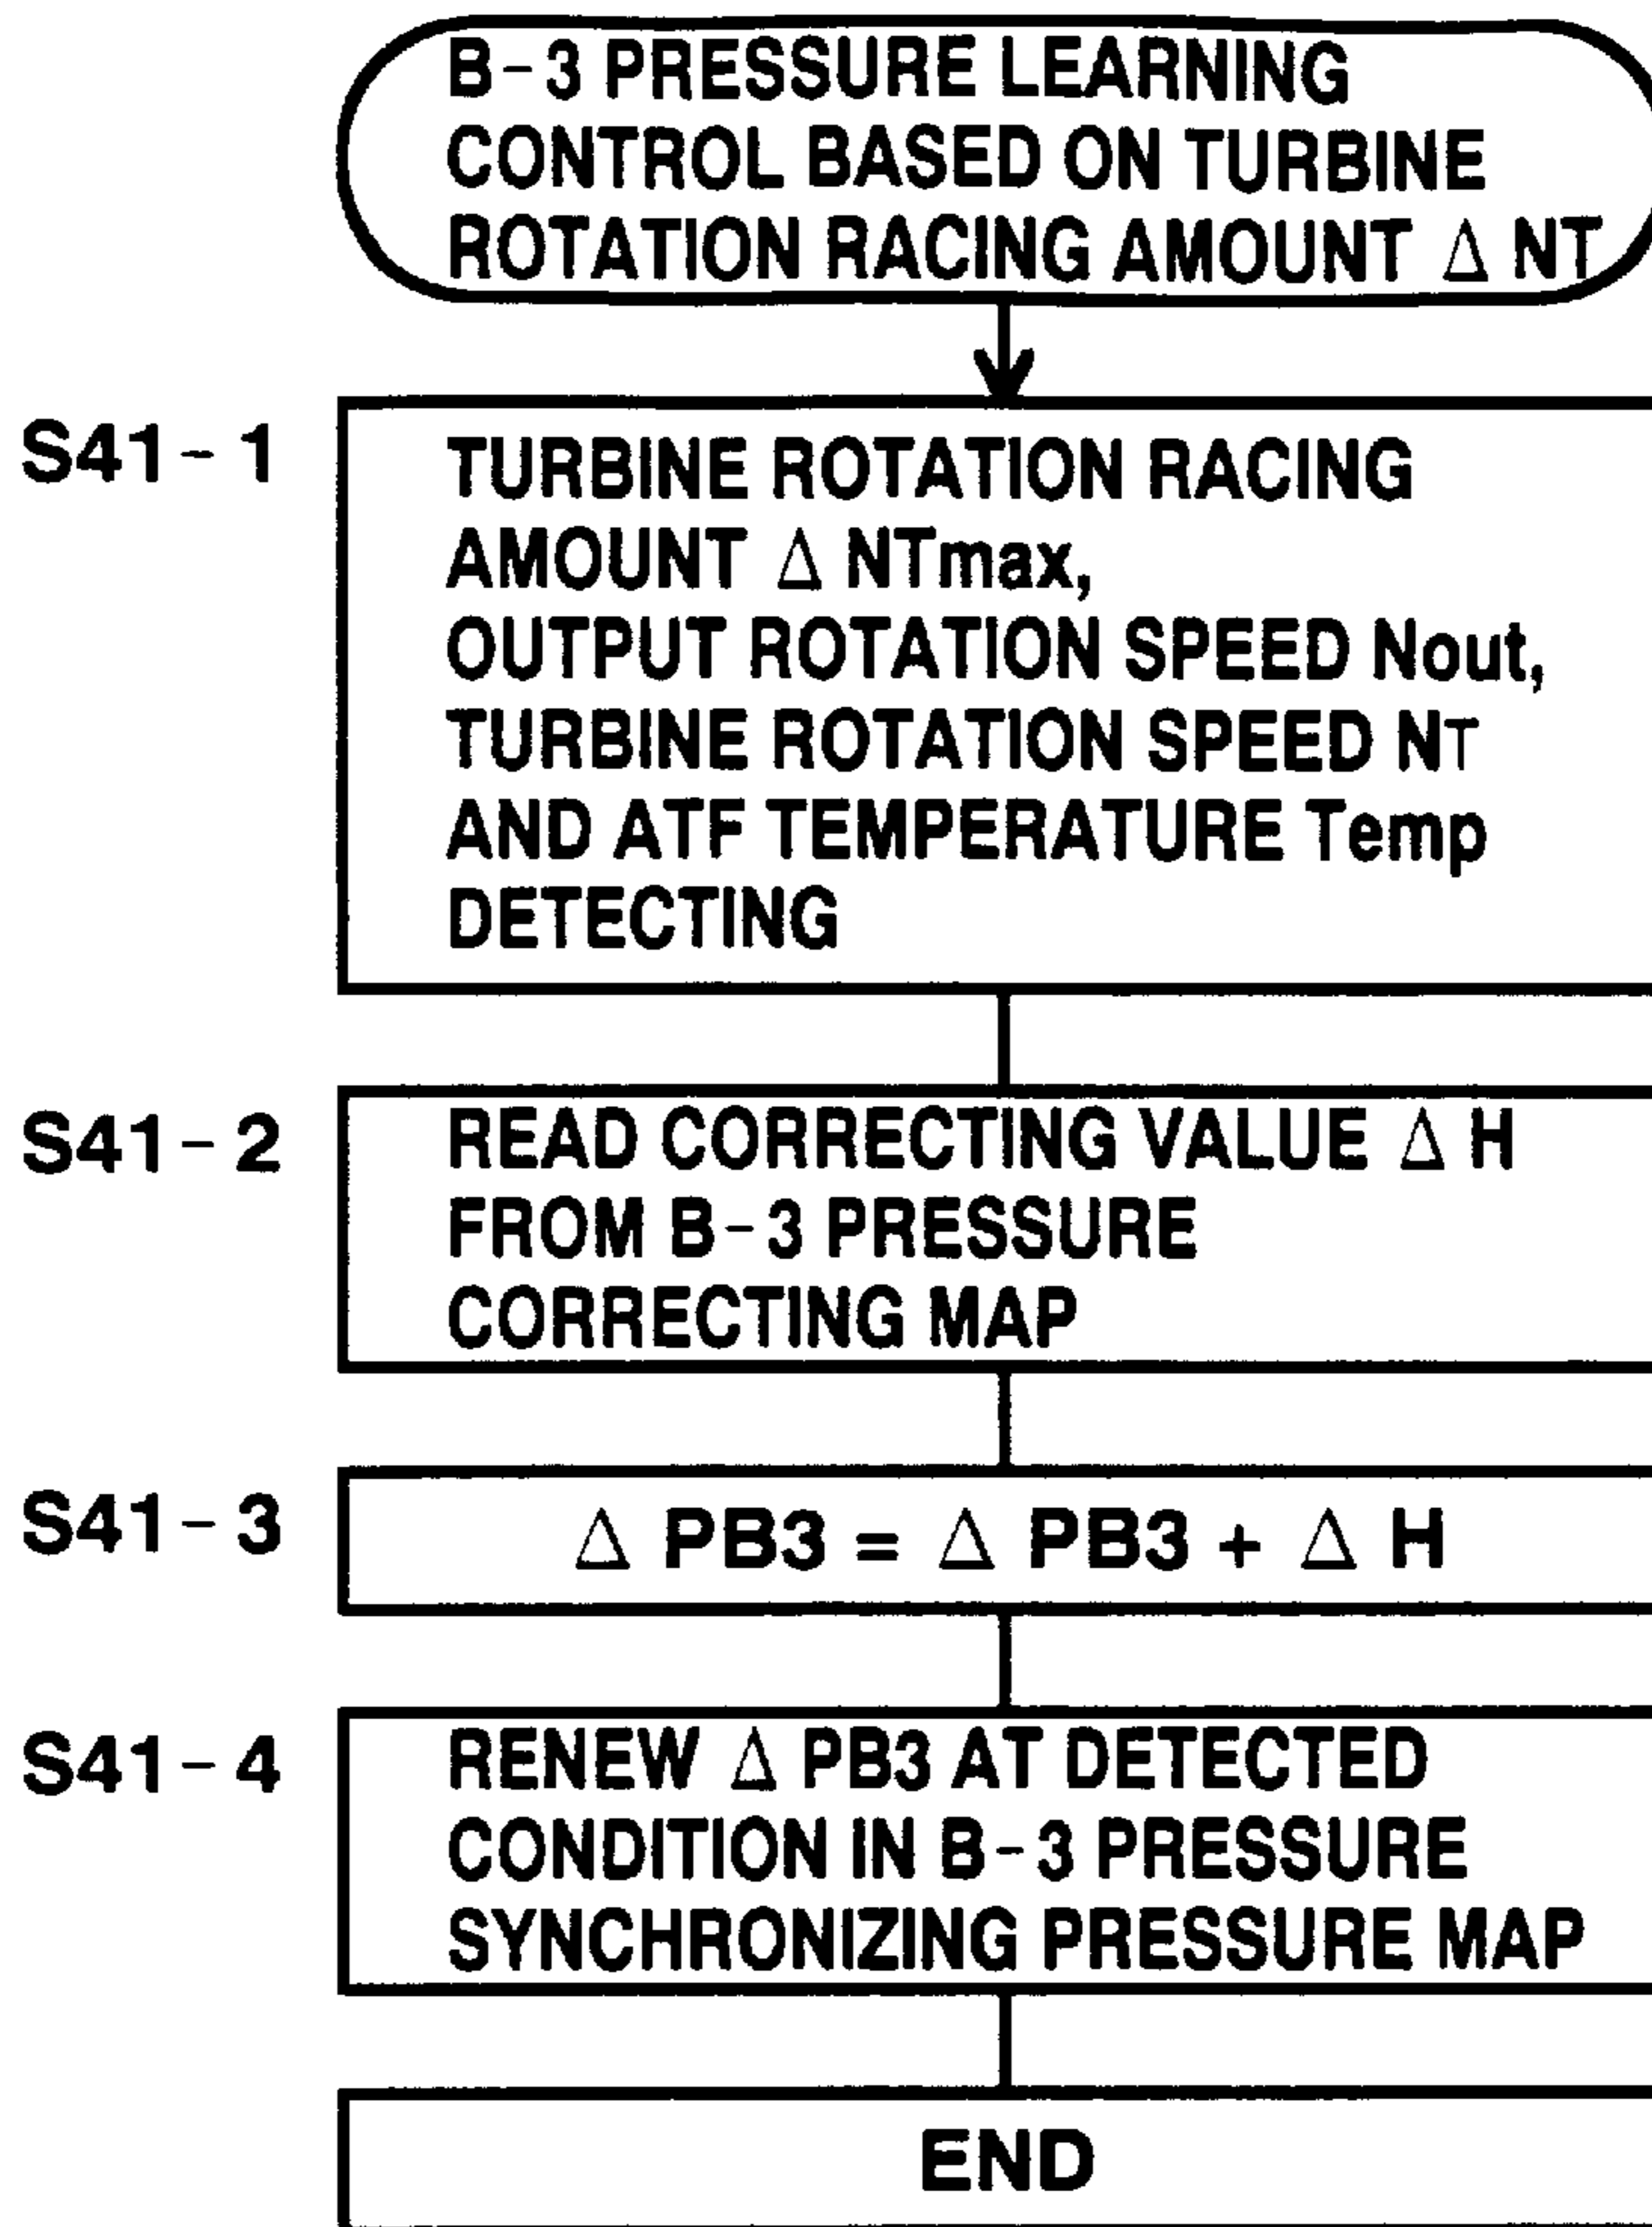 B-3 PRESSURE LEARNING
CONTROL BASED ON TURBINE
ROTATION RACING AMOUNT Δ NT
S41-1
TURBINE ROTATION RACING
AMOUNT Δ NTmax,
OUTPUT ROTATION SPEED Nout,
TURBINE ROTATION SPEED NT
AND ATF TEMPERATURE Temp
DETECTING
S41-2
READ CORRECTING VALUE Δ H
FROM B-3 PRESSURE
CORRECTING MAP
S41-3
Δ PB3 = Δ PB3 + Δ H
S41-4
RENEW Δ PB3 AT DETECTED
CONDITION IN B-3 PRESSURE
SYNCHRONIZING PRESSURE MAP
END